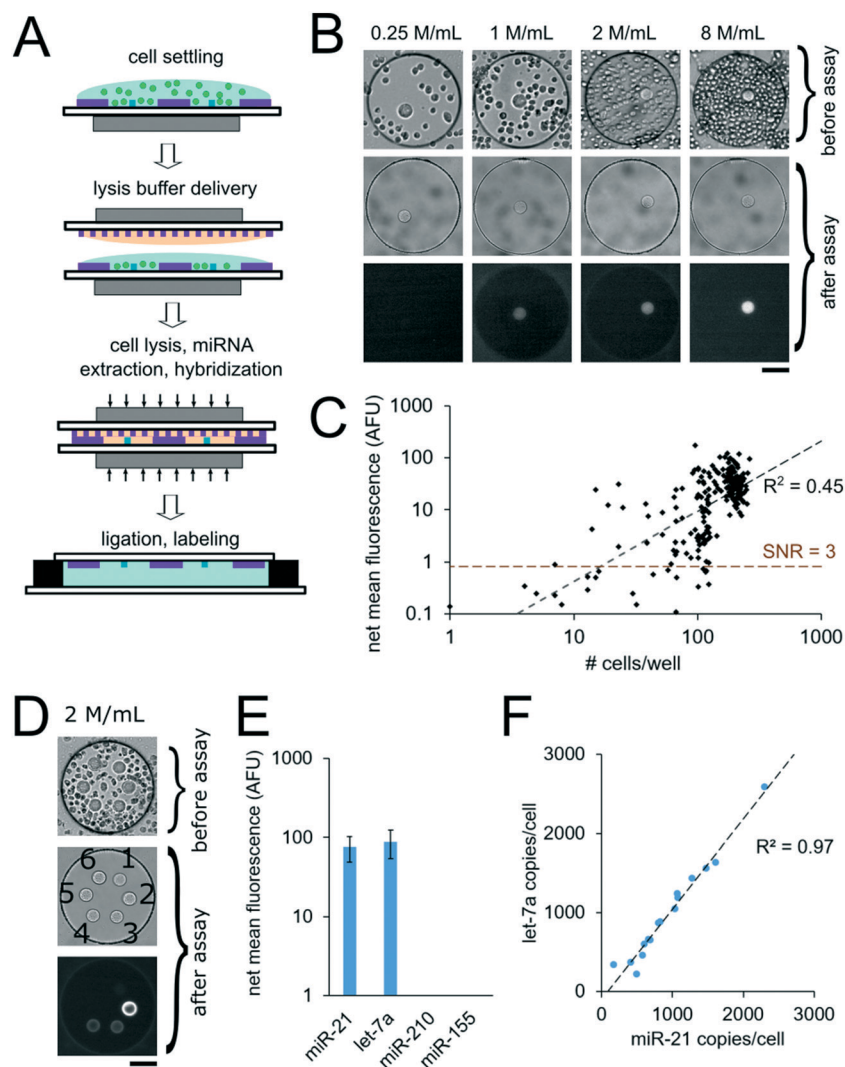 A
cell settling
lysis buffer delivery
cell lysis, miRNA
extraction, hybridization
ligation, labeling
B
0.25 M/mL 1 M/mL 2 M/mL 8 M/mL
before assay
after assay
C
net mean fluorescence (AFU)
1000
100
10
1
0.1
R² = 0.45
SNR = 3
1 10 100 1000
# cells/well
D
2 M/mL
before assay
6 1
5 2
4 3
after assay
E
net mean fluorescence (AFU)
1000
100
10
1
miR-21
let-7a
miR-210
miR-155
F
let-7a copies/cell
3000
2000
1000
0
R² = 0.97
0 1000 2000 3000
miR-21 copies/cell